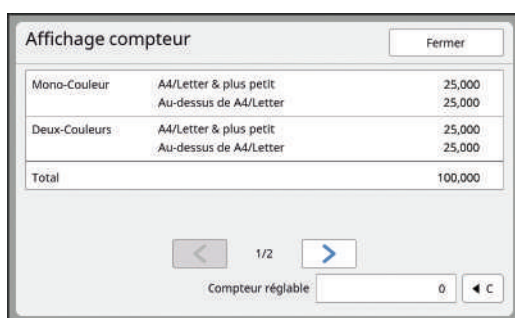 Affichage compteur Fermer
Mono-Couleur A4/Letter & plus petit 25,000
Au-dessus de A4/Letter 25,000
Deux-Couleurs A4/Letter & plus petit 25,000
Au-dessus de A4/Letter 25,000
Total 100,000
1/2
Compteur réglable 0 C